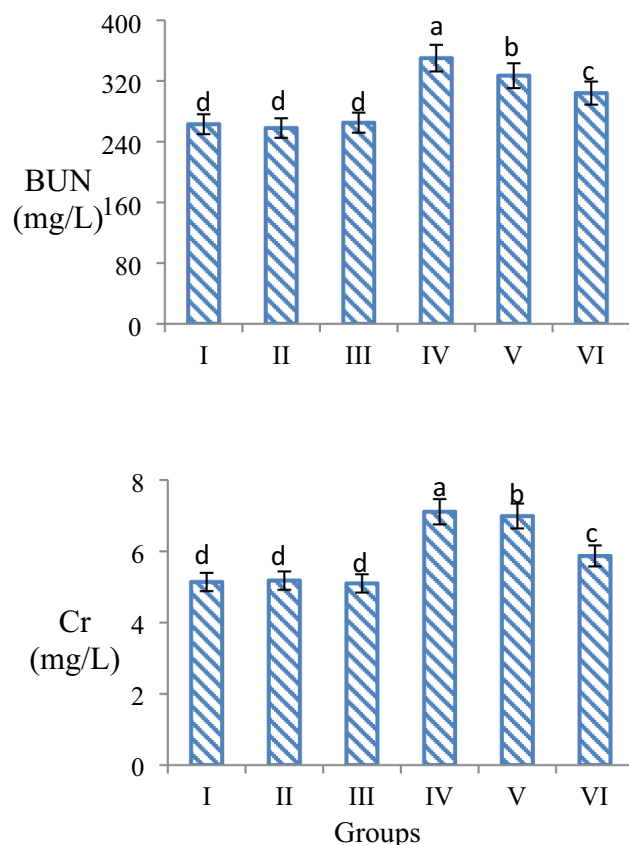 400
320
240
160
80
0
BUN
(mg/L)
d
d
d
a
b
c
I
II
III
IV
V
VI
8
6
4
2
0
Cr
(mg/L)
d
d
d
a
b
c
I
II
III
IV
V
VI
Groups